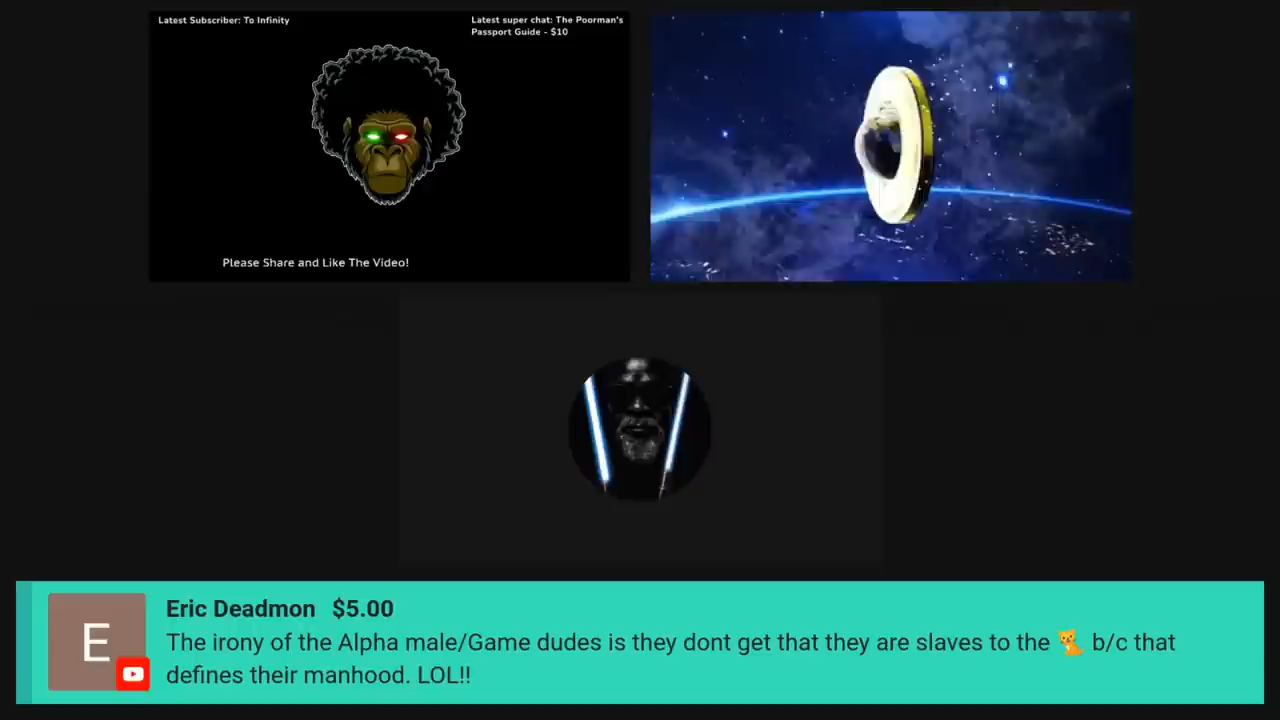 Latest Subscriber: To Infinity
Latest super chat: The Poorman's
Passport Guide - $10
Please Share and Like The Video!
E
Eric Deadmon $5.00
The irony of the Alpha male/Game dudes is they dont get that they are slaves to the 🐈 b/c that
defines their manhood. LOL!!